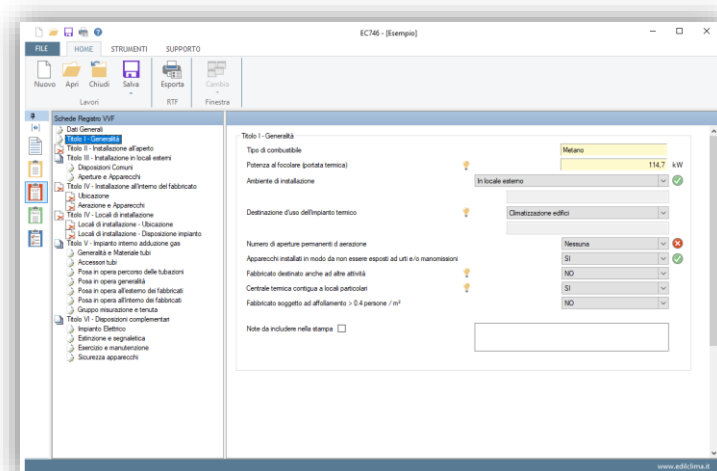 EC746 - [Esempio]
FILE HOME STRUMENTI SUPPORTO
Nuovo Apri Chiudi Salva Esporta Cambia
Lavori RTF Finestra
Schede Registro VVF
Dati Generali
Titolo I - Generalità
Titolo II - Installazione all'aperto
Titolo III - Installazione in locali esterni
Disposizioni Comuni
Aperture e Apparecchi
Titolo IV - Installazione all'interno del fabbricato
Ubicazione
Aerazione e Apparecchi
Titolo IV - Locali di installazione
Locali di installazione - Ubicazione
Locali di installazione - Disposizione impianto
Titolo V - Impianto interno adduzione gas
Generalità e Materiale tubi
Accessori tubi
Posa in opera percorso delle tubazioni
Posa in opera generalità
Posa in opera all'esterno dei fabbricati
Posa in opera all'interno dei fabbricati
Gruppo misurazione e tenuta
Titolo VI - Disposizioni complementari
Impianto Elettrico
Estinzione e segnaletica
Esercizio e manutenzione
Sicurezza apparecchi
Titolo I - Generalità
Tipo di combustibile Metano
Potenza al focolare (portata termica) 114,7 kW
Ambiente di installazione In locale esterno
Destinazione d'uso dell'impianto termico Climatizzazione edifici
Numero di aperture permanenti di aerazione Nessuna
Apparecchi installati in modo da non essere esposti ad urti e/o manomissioni SI
Fabbricato destinato anche ad altre attività NO
Centrale termica contigua a locali particolari SI
Fabbricato soggetto ad affollamento > 0.4 persone / m²  NO
Note da includere nella stampa
www.edilclima.it